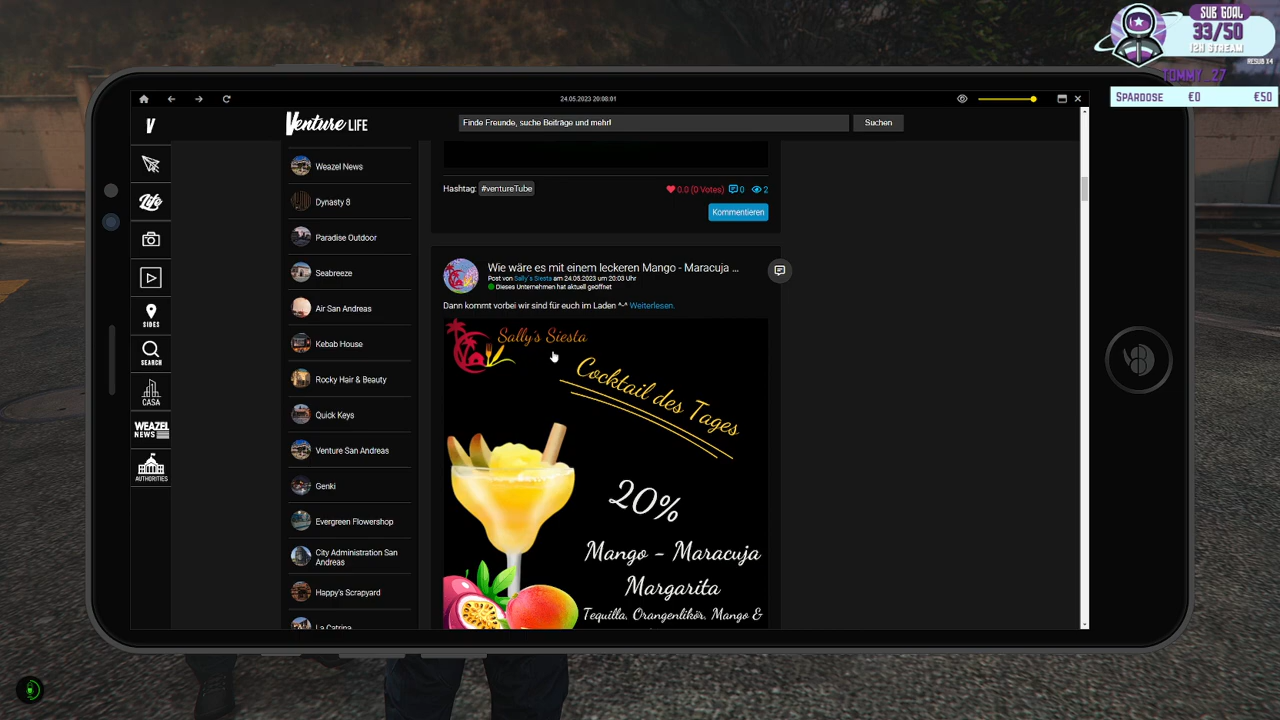 SUB GOAL
33/50
12H STREAM
RESUB X4
TOMMY_27
SPARDOSE €0 €50
24.05.2023 20:08:01
V
Venture LIFE
Finde Freunde, suche Beiträge und mehr!
Suchen
Life
SIDES
SEARCH
CASA
WEAZEL
NEWS
AUTHORITIES
Weazel News
Dynasty 8
Paradise Outdoor
Seabreeze
Air San Andreas
Kebab House
Rocky Hair & Beauty
Quick Keys
Venture San Andreas
Genki
Evergreen Flowershop
City Administration San
Andreas
Happy's Scrapyard
La Catrina
Hashtag: #ventureTube
0.0 (0 Votes) 0 2
Kommentieren
Wie wäre es mit einem leckeren Mango - Maracuja ...
Post von Sally´s Siesta am 24.05.2023 um 20:03 Uhr
Dieses Unternehmen hat aktuell geöffnet
Dann kommt vorbei wir sind für euch im Laden ^-^ Weiterlesen.
Sally's Siesta
Cocktail des Tages
20%
Mango - Maracuja
Margarita
Tequilla, Orangenlikör, Mango &